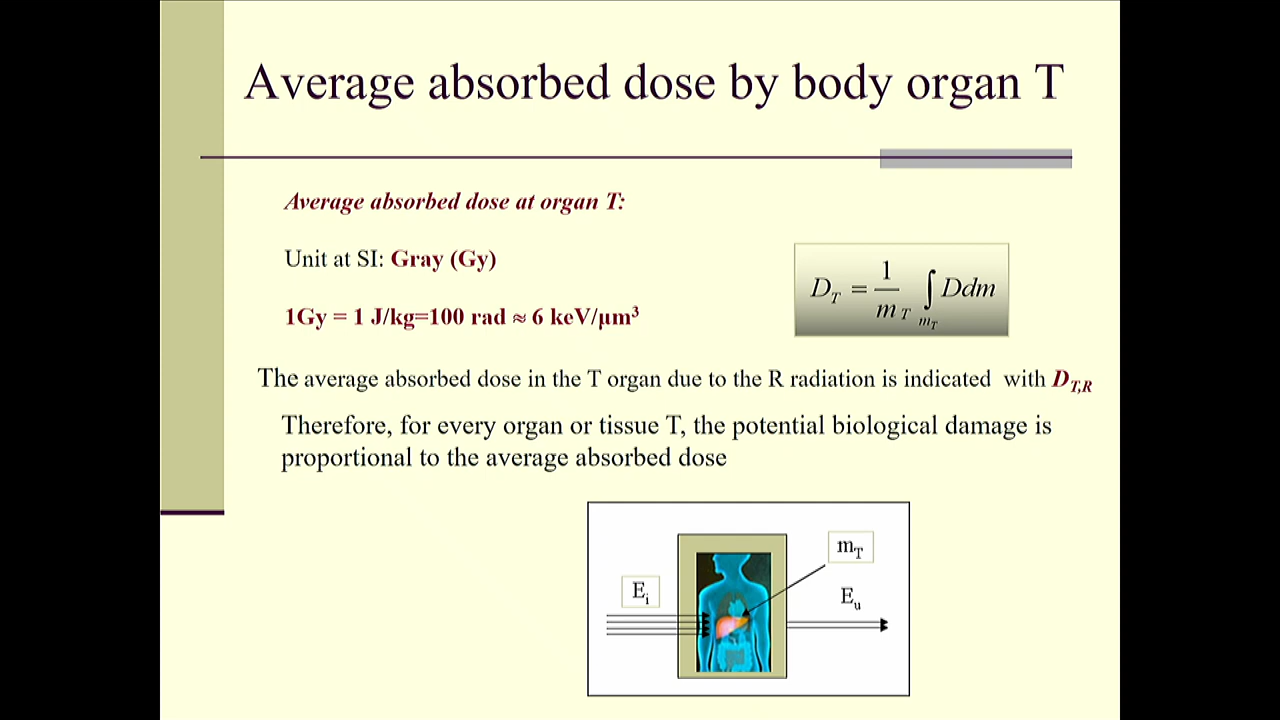 Average absorbed dose by body organ T
Average absorbed dose at organ T:
Unit at SI: Gray (Gy)
1Gy = 1 J/kg=100 rad ≈ 6 keV/μm³
D_T = 1/m_T ∫_{m_T} Ddm
The average absorbed dose in the T organ due to the R radiation is indicated with D_{T,R}
Therefore, for every organ or tissue T, the potential biological damage is
proportional to the average absorbed dose
m_T
E_i
E_u